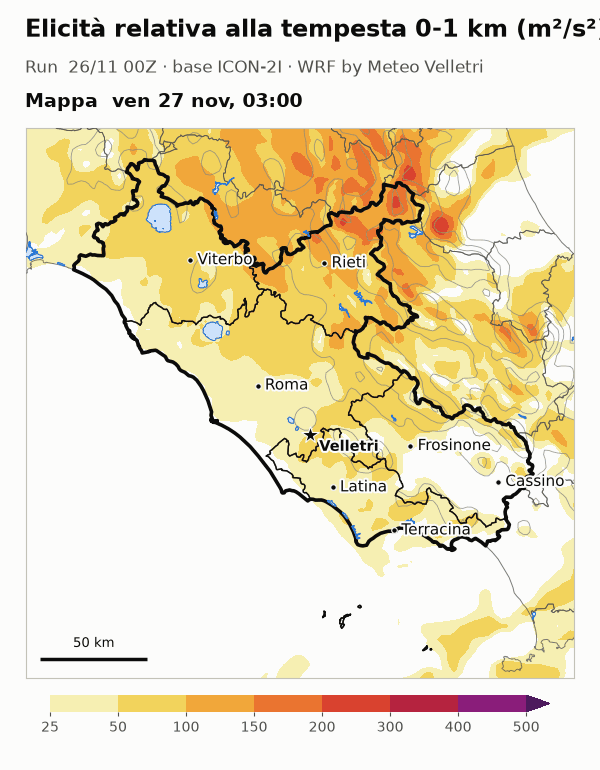 Elicità relativa alla tempesta 0-1 km (m²/s²)
Run 26/11 00Z · base ICON-2I · WRF by Meteo Velletri
Mappa ven 27 nov, 03:00
Viterbo
Rieti
Roma
Velletri
Frosinone
Latina
Cassino
Terracina
50 km
25 50 100 150 200 300 400 500